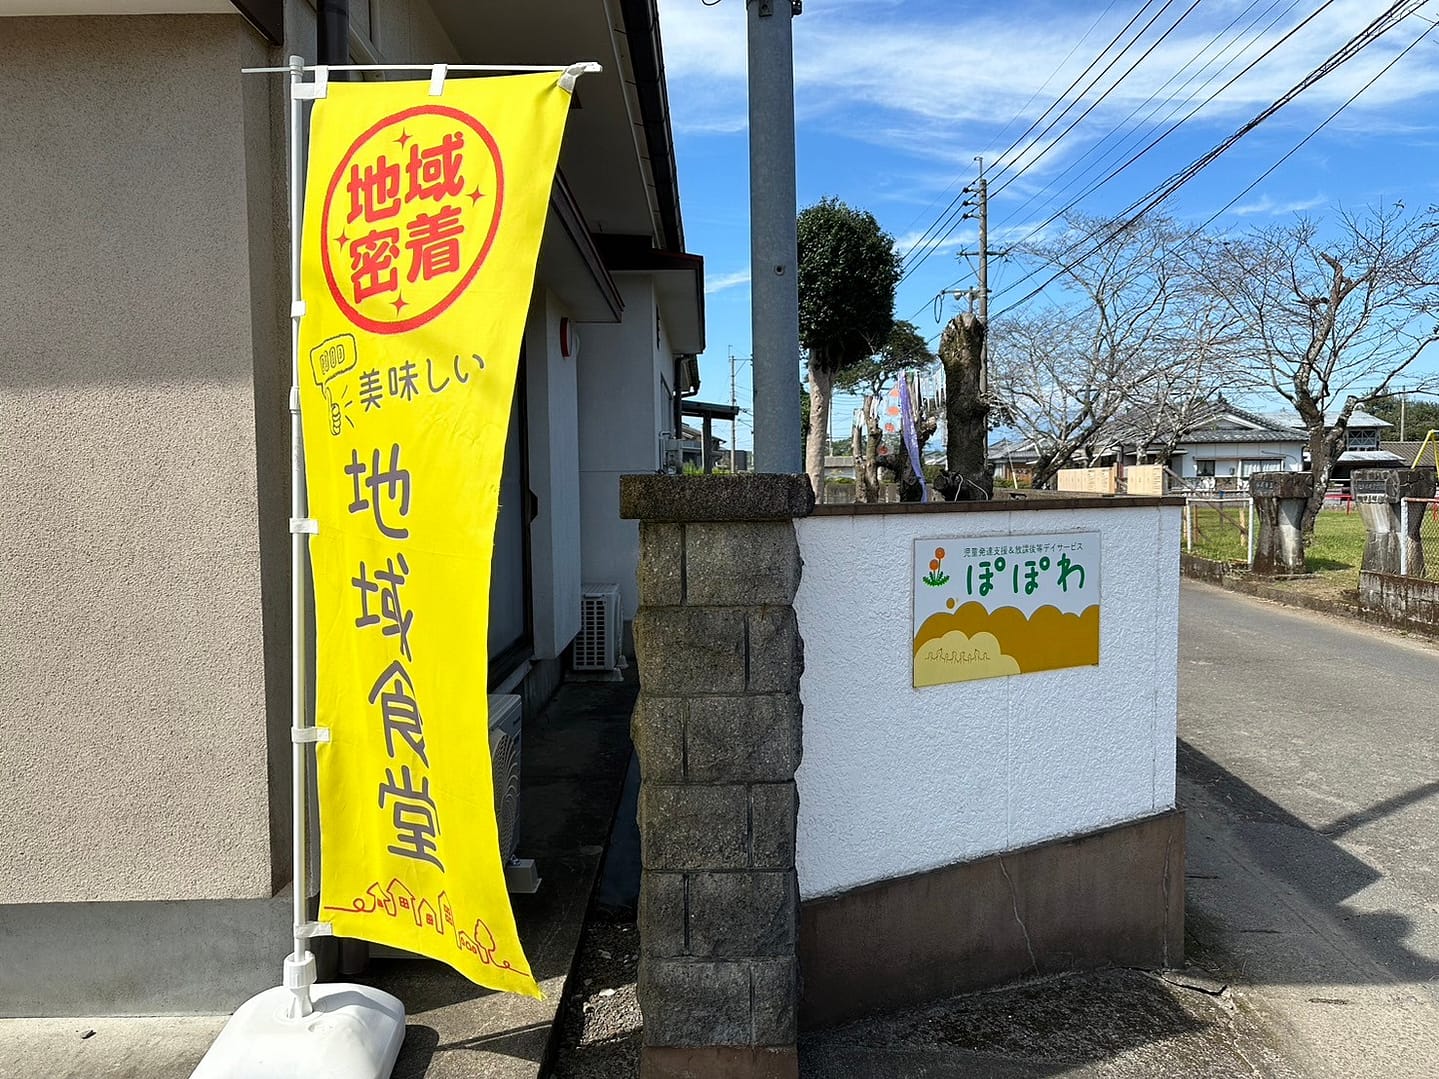 地域
密着
FOOD
美味しい
地域食堂
児童発達支援&放課後等デイサービス
ぽぽわ